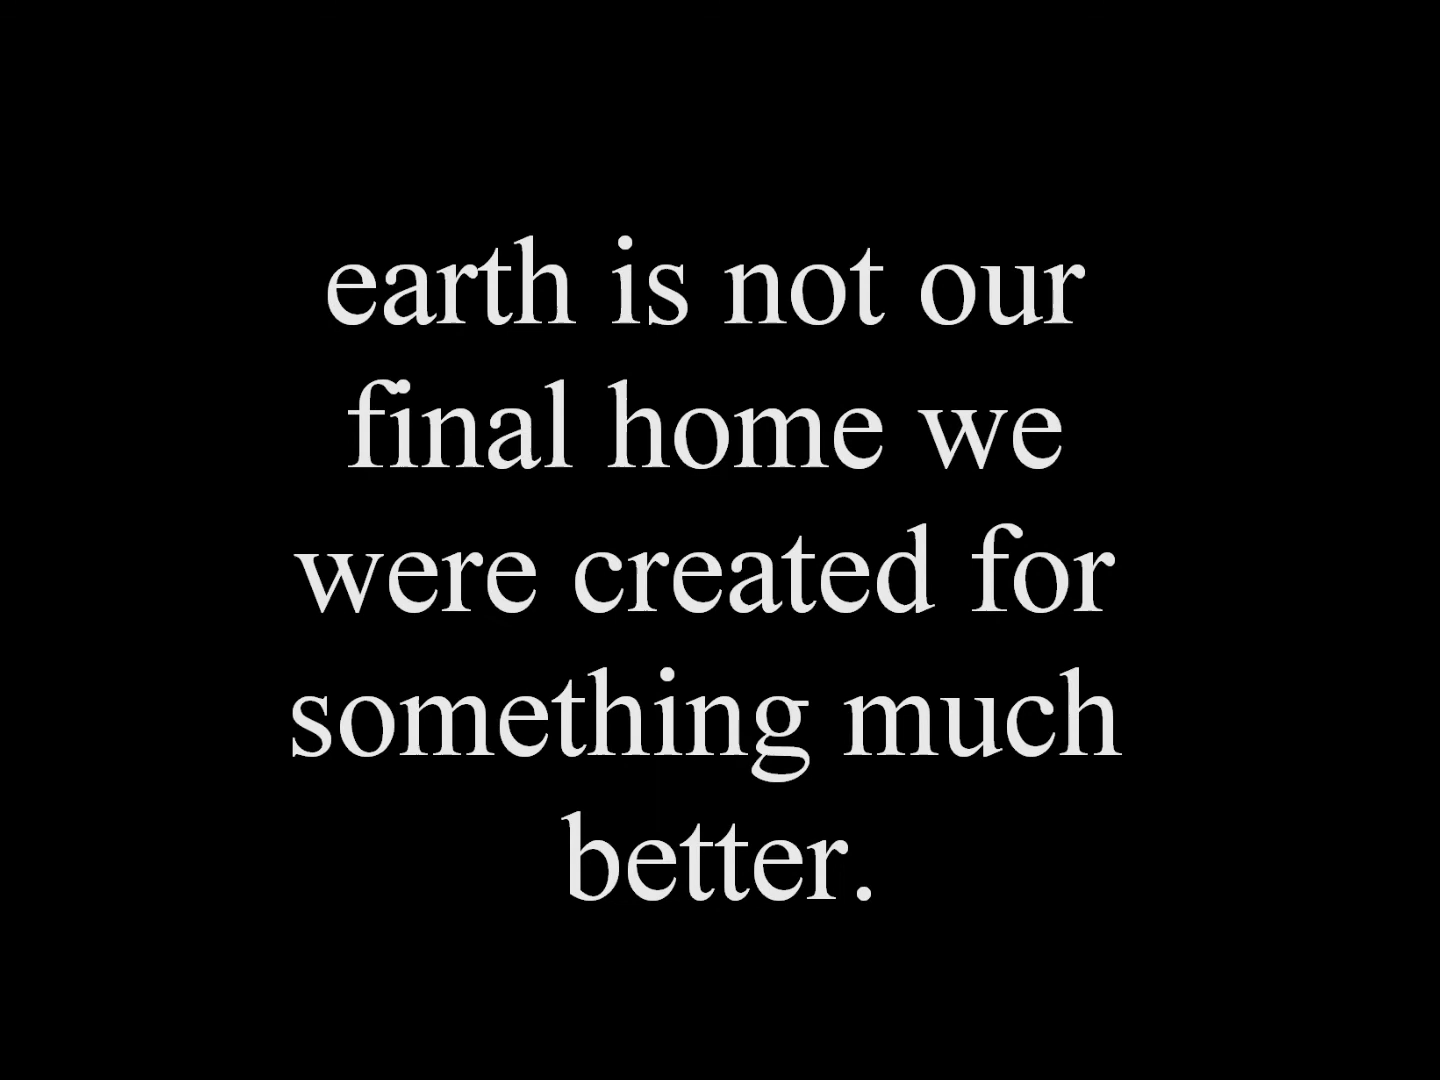 earth is not our
final home we
were created for
something much
better.